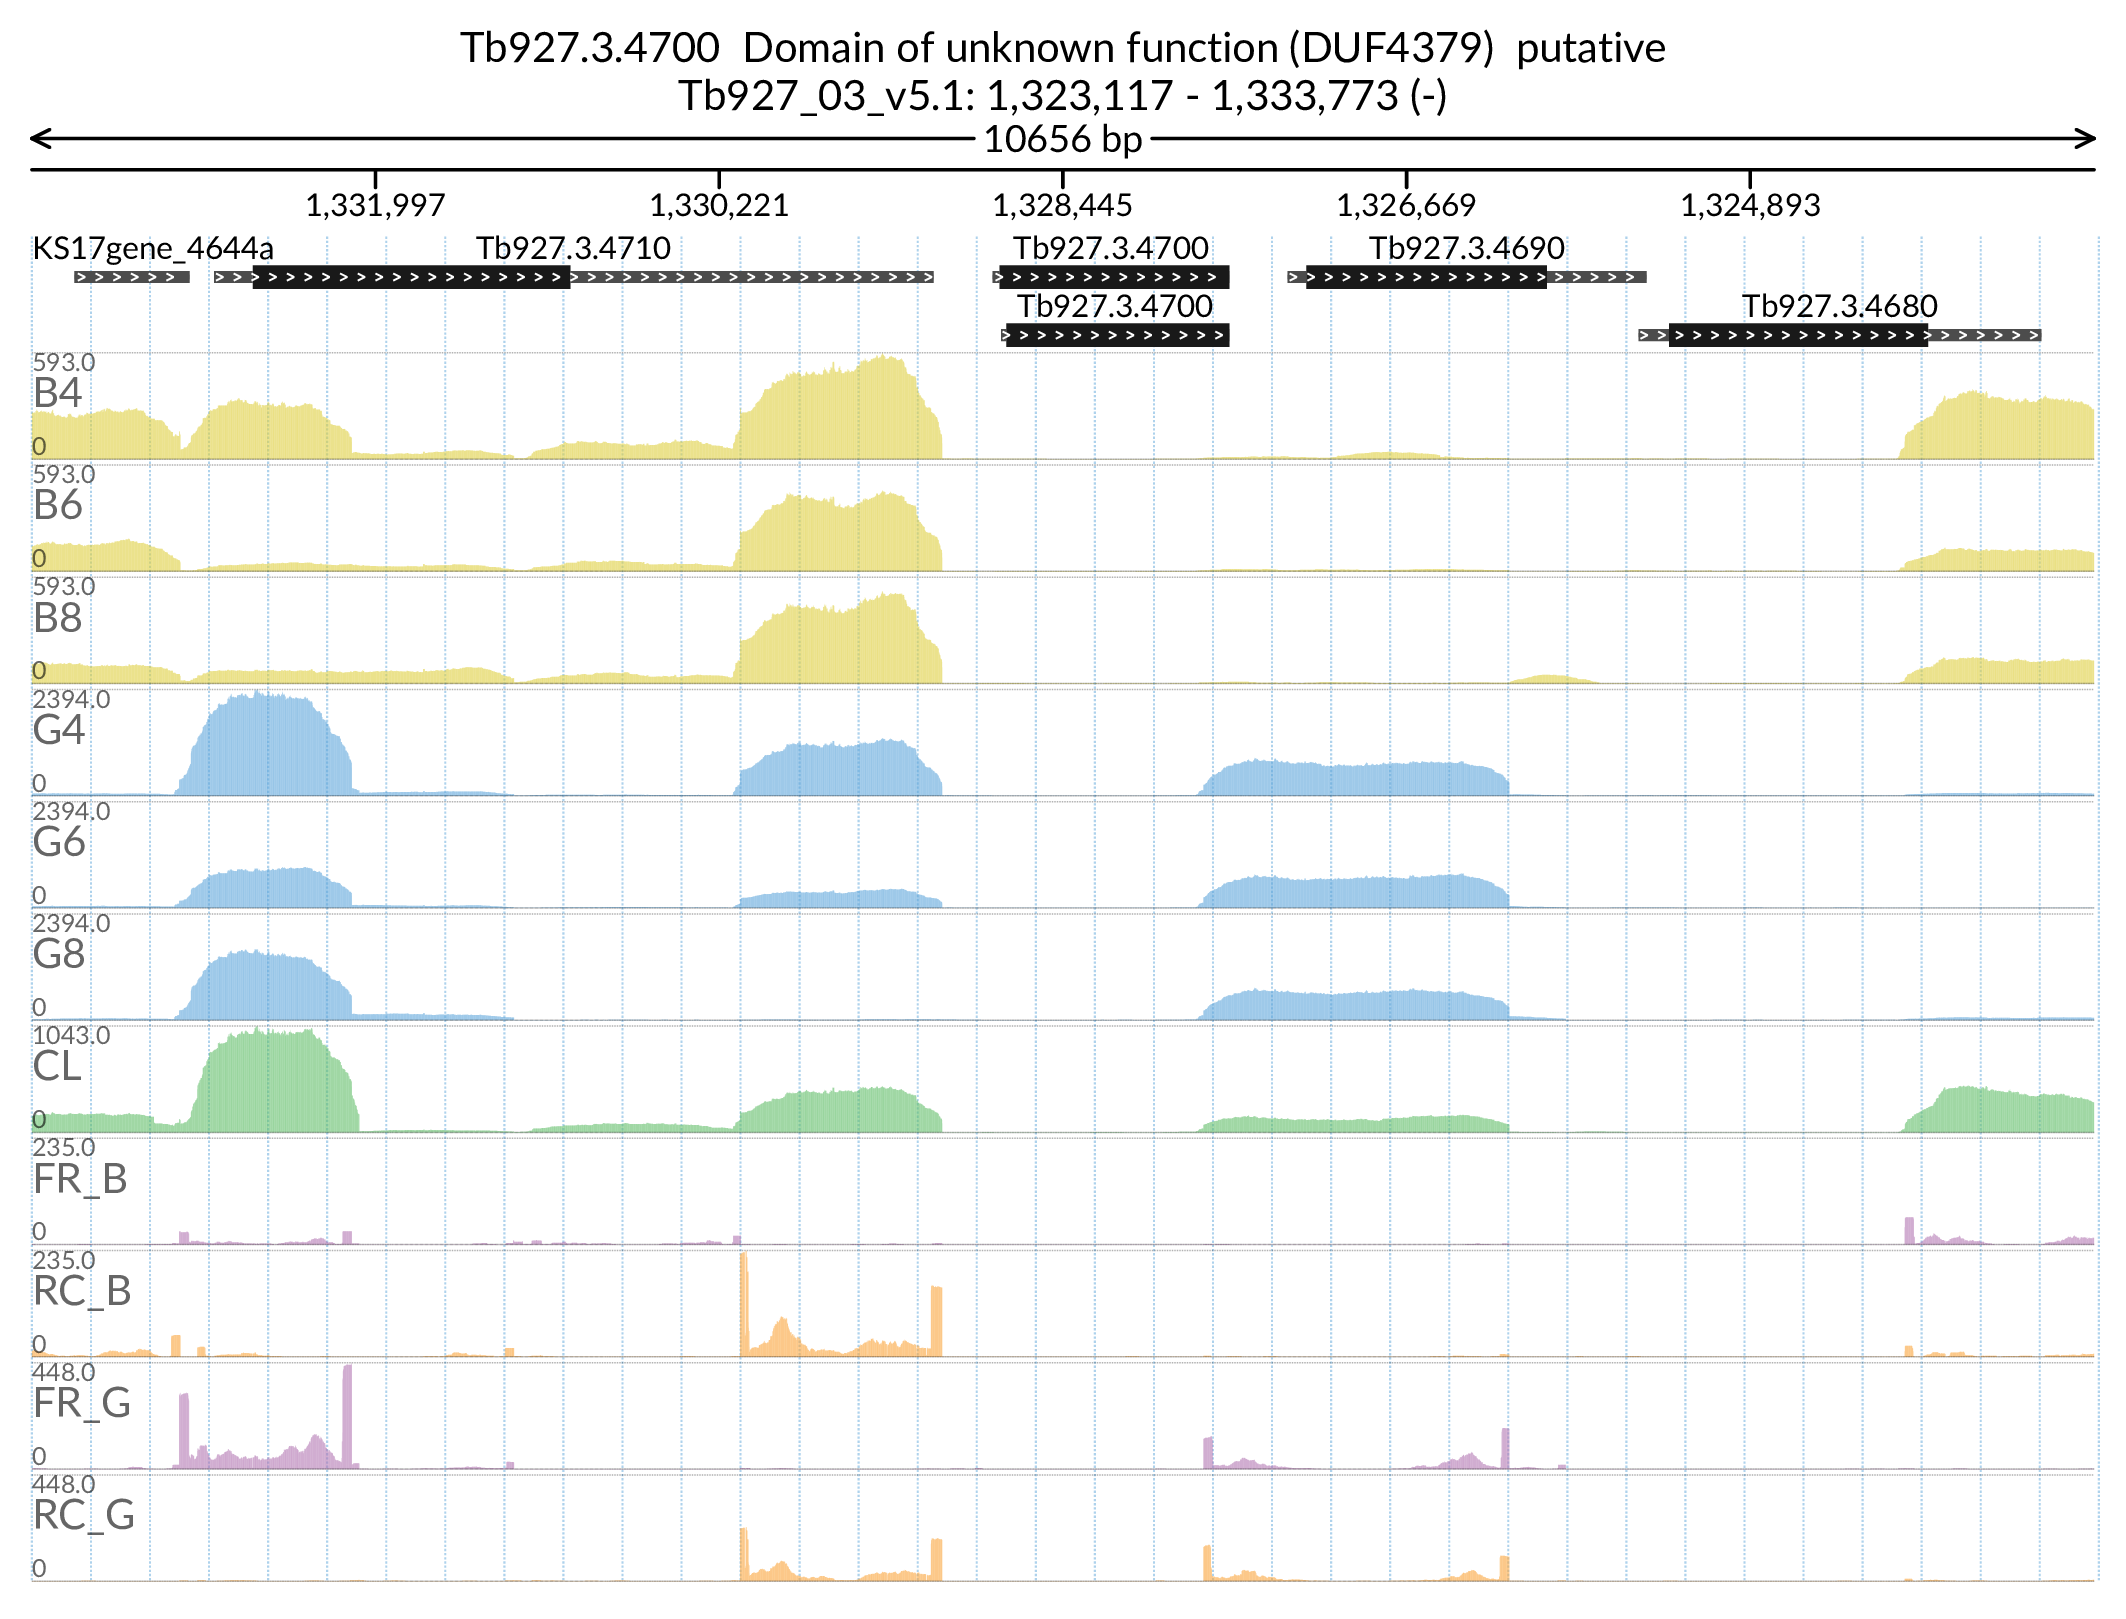 Tb927.3.4700  Domain of unknown function (DUF4379)  putative
Tb927_03_v5.1: 1,323,117 - 1,333,773 (-)
10656 bp
1,331,997 1,330,221 1,328,445 1,326,669 1,324,893
KS17gene_4644a Tb927.3.4710 Tb927.3.4700 Tb927.3.4690
Tb927.3.4700 Tb927.3.4680
593.0
B4
0
593.0
B6
0
593.0
B8
0
2394.0
G4
0
2394.0
G6
0
2394.0
G8
0
1043.0
CL
0
235.0
FR_B
0
235.0
RC_B
0
448.0
FR_G
0
448.0
RC_G
0